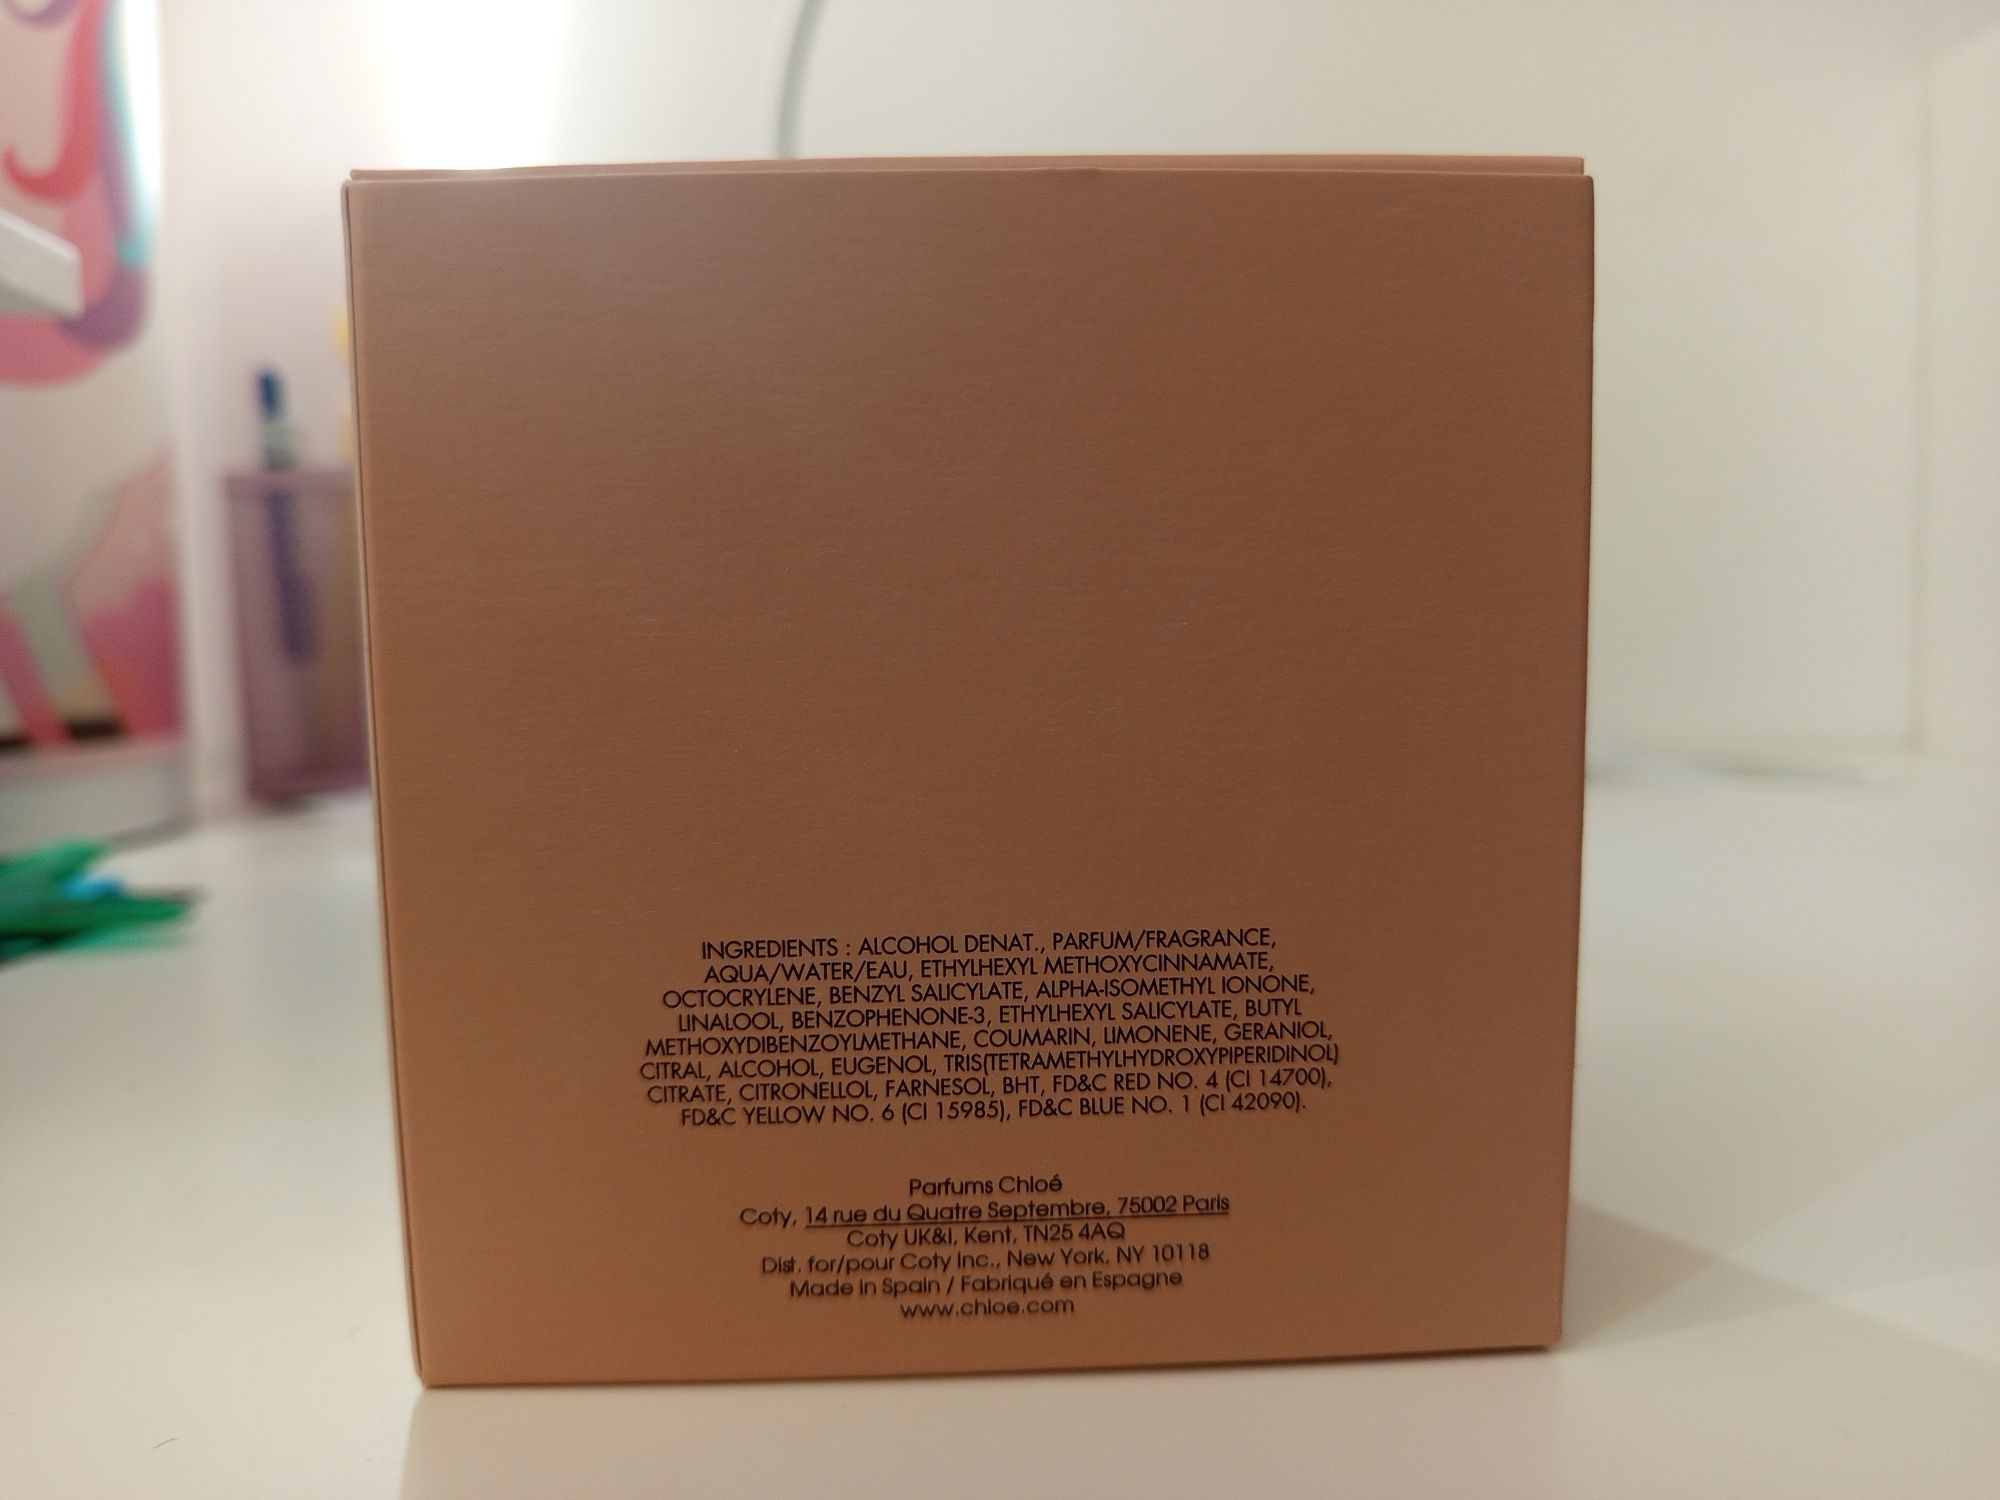 INGREDIENTS : ALCOHOL DENAT., PARFUM/FRAGRANCE,
AQUA/WATER/EAU, ETHYLHEXYL METHOXYCINNAMATE,
OCTOCRYLENE, BENZYL SALICYLATE, ALPHA-ISOMETHYL IONONE,
LINALOOL, BENZOPHENONE-3, ETHYLHEXYL SALICYLATE, BUTYL
METHOXYDIBENZOYLMETHANE, COUMARIN, LIMONENE, GERANIOL,
CITRAL, ALCOHOL, EUGENOL, TRIS(TETRAMETHYLHYDROXYPIPERIDINOL)
CITRATE, CITRONELLOL, FARNESOL, BHT, FD&C RED NO. 4 (CI 14700),
FD&C YELLOW NO. 6 (CI 15985), FD&C BLUE NO. 1 (CI 42090).
Parfums Chloé
Coty, 14 rue du Quatre Septembre, 75002 Paris
Coty UK&I, Kent, TN25 4AQ
Dist. for/pour Coty Inc., New York, NY 10118
Made in Spain / Fabriqué en Espagne
www.chloe.com